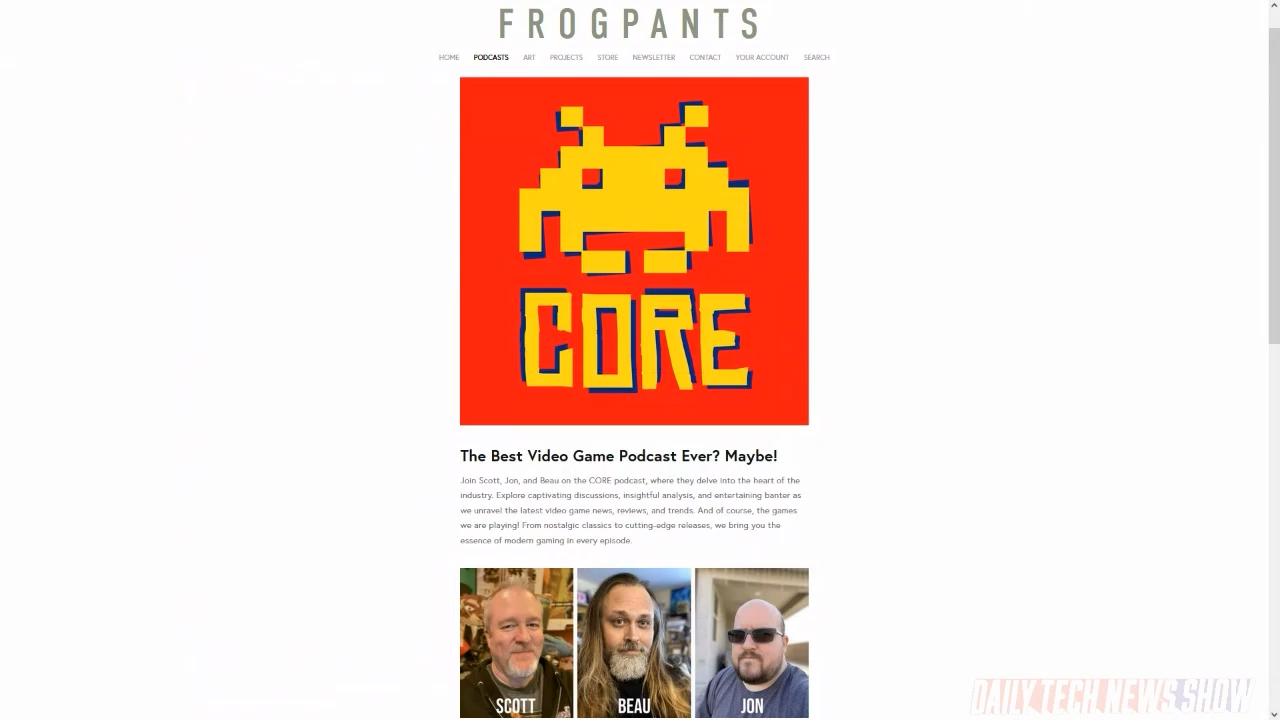 FROGPANTS
HOME PODCASTS ART PROJECTS STORE NEWSLETTER CONTACT YOUR ACCOUNT SEARCH
CORE
The Best Video Game Podcast Ever? Maybe!
Join Scott, Jon, and Beau on the CORE podcast, where they delve into the heart of the
industry. Explore captivating discussions, insightful analysis, and entertaining banter as
we unravel the latest video game news, reviews, and trends. And of course, the games
we are playing! From nostalgic classics to cutting-edge releases, we bring you the
essence of modern gaming in every episode.
SCOTT BEAU JON
DAILY TECH NEWS SHOW